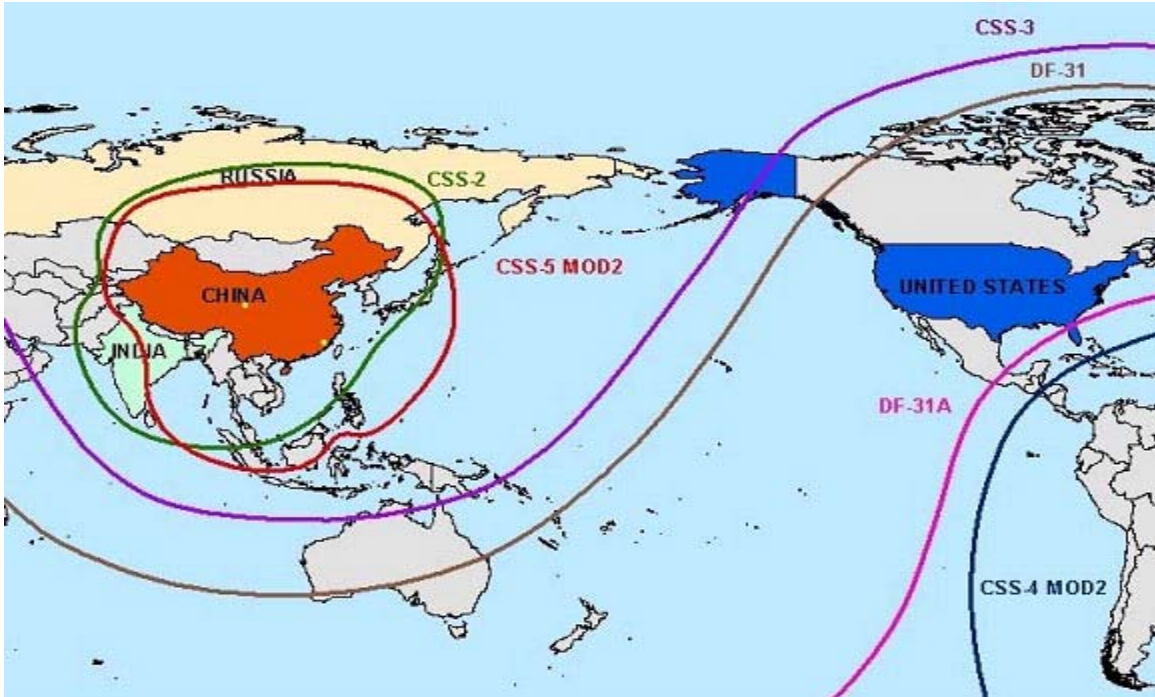 CSS-3
DF-31
RUSSIA
CSS-2
CSS-5 MOD2
CHINA
UNITED STATES
INDIA
DF-31A
CSS-4 MOD2